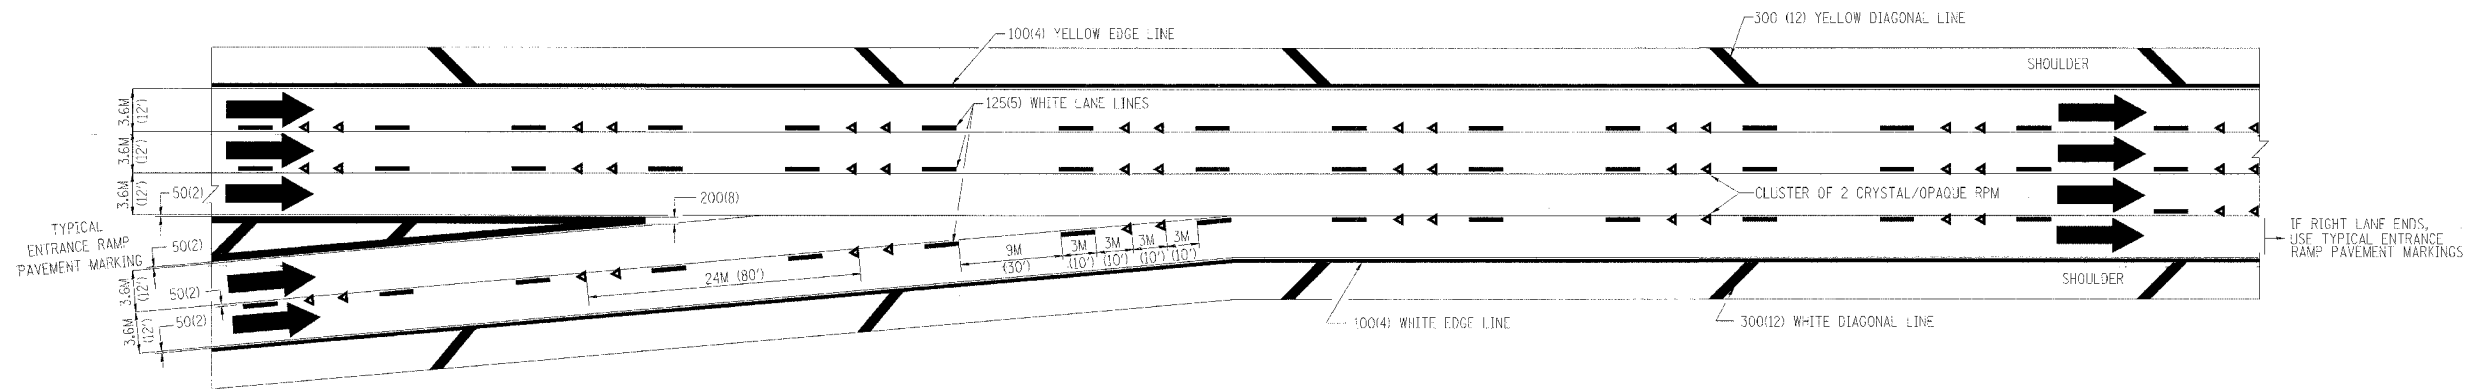 300 (12) YELLOW DIAGONAL LINE
100(4) YELLOW EDGE LINE
SHOULDER
125(5) WHITE LANE LINES
3.6M
(12')
3.6M
(12')
3.6M
(12')
50(2)
200(8)
CLUSTER OF 2 CRYSTAL/OPAQUE RPM
TYPICAL
ENTRANCE RAMP
PAVEMENT MARKING
50(2)
IF RIGHT LANE ENDS,
USE TYPICAL ENTRANCE
RAMP PAVEMENT MARKINGS
9M
(30')
3M
(10')
3M
(10')
3M
(10')
3M
(10')
24M (80')
3.6M
(12')
50(2)
3.6M
(12')
50(2)
SHOULDER
100(4) WHITE EDGE LINE
300(12) WHITE DIAGONAL LINE